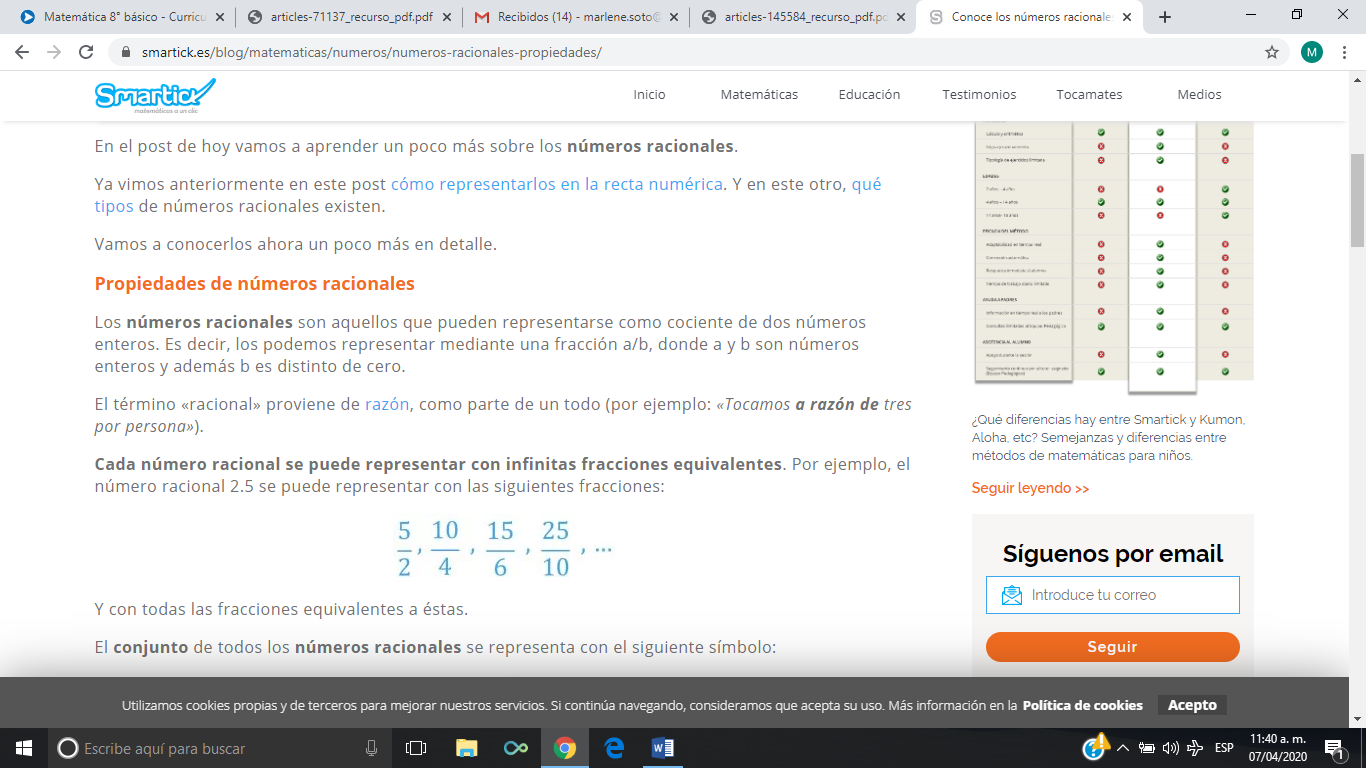 Matemática 8° básico - Curricu
articles-71137_recurso_pdf.pdf
Recibidos (14) - marlene.soto@
articles-145584_recurso_pdf.pd
Conoce los números racionale
smartick.es/blog/matematicas/numeros/numeros-racionales-propiedades/
M
Smartick
matemáticas a un clic
Inicio Matemáticas Educación Testimonios Tocamates Medios
En el post de hoy vamos a aprender un poco más sobre los números racionales.
Ya vimos anteriormente en este post cómo representarlos en la recta numérica. Y en este otro, qué
tipos de números racionales existen.
Vamos a conocerlos ahora un poco más en detalle.
Propiedades de números racionales
Los números racionales son aquellos que pueden representarse como cociente de dos números
enteros. Es decir, los podemos representar mediante una fracción a/b, donde a y b son números
enteros y además b es distinto de cero.
El término «racional» proviene de razón, como parte de un todo (por ejemplo: «Tocamos a razón de tres
por persona»).
Cada número racional se puede representar con infinitas fracciones equivalentes. Por ejemplo, el
número racional 2.5 se puede representar con las siguientes fracciones:
5/2, 10/4, 15/6, 25/10, ...
Y con todas las fracciones equivalentes a éstas.
El conjunto de todos los números racionales se representa con el siguiente símbolo:
¿Qué diferencias hay entre Smartick y Kumon,
Aloha, etc? Semejanzas y diferencias entre
métodos de matemáticas para niños.
Seguir leyendo >>
Síguenos por email
Introduce tu correo
Seguir
Utilizamos cookies propias y de terceros para mejorar nuestros servicios. Si continúa navegando, consideramos que acepta su uso. Más información en la Política de cookies Acepto
Escribe aquí para buscar
ESP
11:40 a. m.
07/04/2020
1